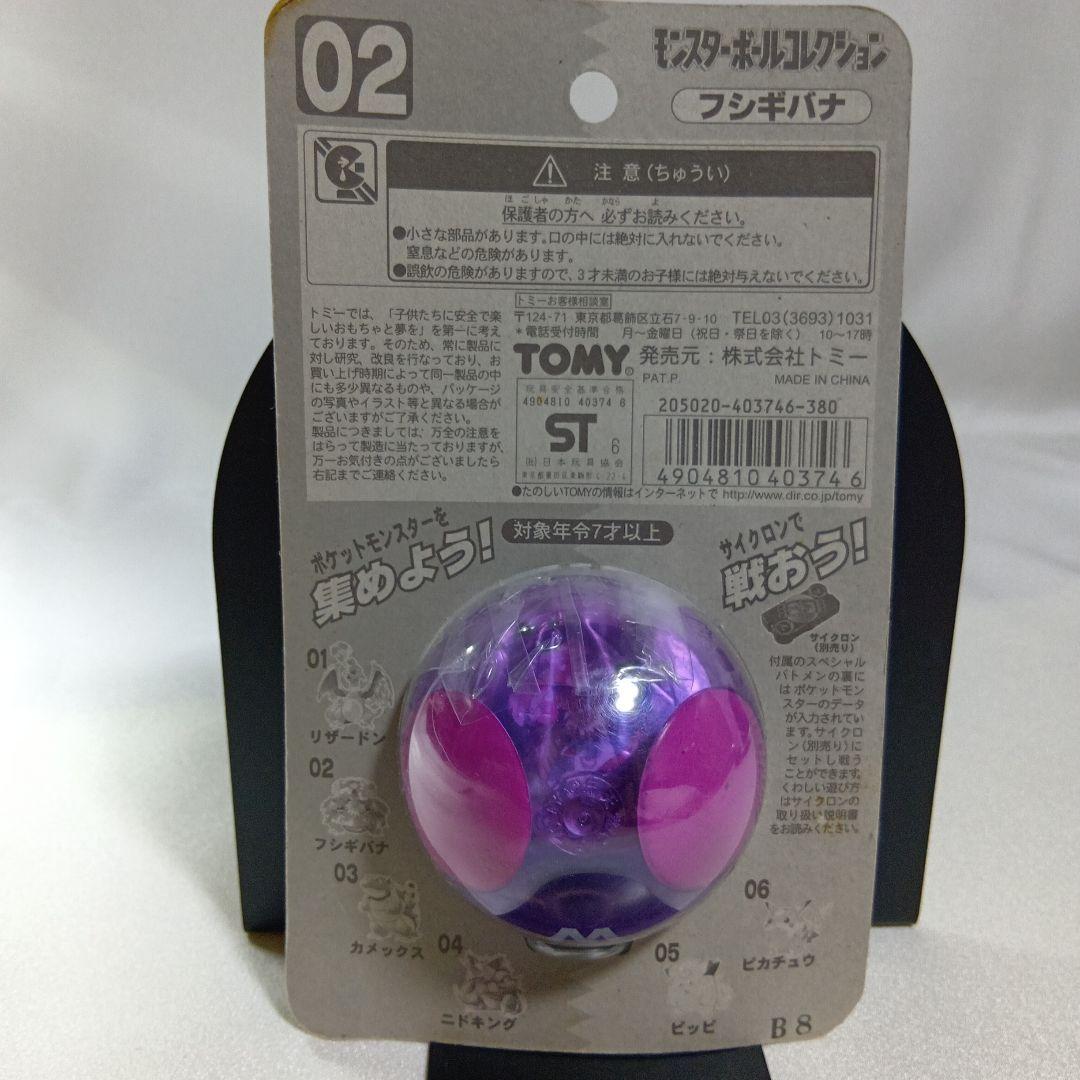 02
モンスターボールコレクション
フシギバナ
注意(ちゅうい)
ほごしゃ かた かなら よ
保護者の方へ 必ずお読みください。
●小さな部品があります。口の中には絶対に入れないでください。
窒息などの危険があります。
●誤飲の危険がありますので、3才未満のお子様には絶対与えないでください。
トミーでは、「子供たちに安全で楽
しいおもちゃと夢を」を第一に考え
ております。そのため、常に製品に
対し研究、改良を行なっており、お
買い上げ時期によって同一製品の中
にも多少異なるものや、パッケージ
の写真やイラスト等と異なる場合が
ございますがご了承ください。
製品につきましては、万全の注意を
はらって製造に当たっておりますが、
万一お気付きの点がございましたら
右記までご連絡ください。
トミーお客様相談室
〒124-71 東京都葛飾区立石7-9-10 TEL03(3693)1031
*電話受付時間 月〜金曜日(祝日・祭日を除く) 10〜17時
TOMY® 発売元:株式会社トミー
PAT.P. MADE IN CHINA
玩具安全基準合格
4904810 40374 6
ST 6
(社)日本玩具協会
205020-403746-380
4904810 403746
●たのしいTOMYの情報はインターネットで http://www.dir.co.jp/tomy
対象年令7才以上
ポケットモンスターを
集めよう!
サイクロンで
戦おう!
サイクロン
(別売り)
付属のスペシャル
バトメンの裏に
はポケットモン
スターのデータ
が入力されてい
ます。サイクロ
ン(別売り)に
セットし戦う
ことができます。
くわしい遊び方
はサイクロンの
取り扱い説明書
をお読みください。
01
リザードン
02
フシギバナ
03
カメックス
04
ニドキング
05
ピッピ
06
ピカチュウ
B8